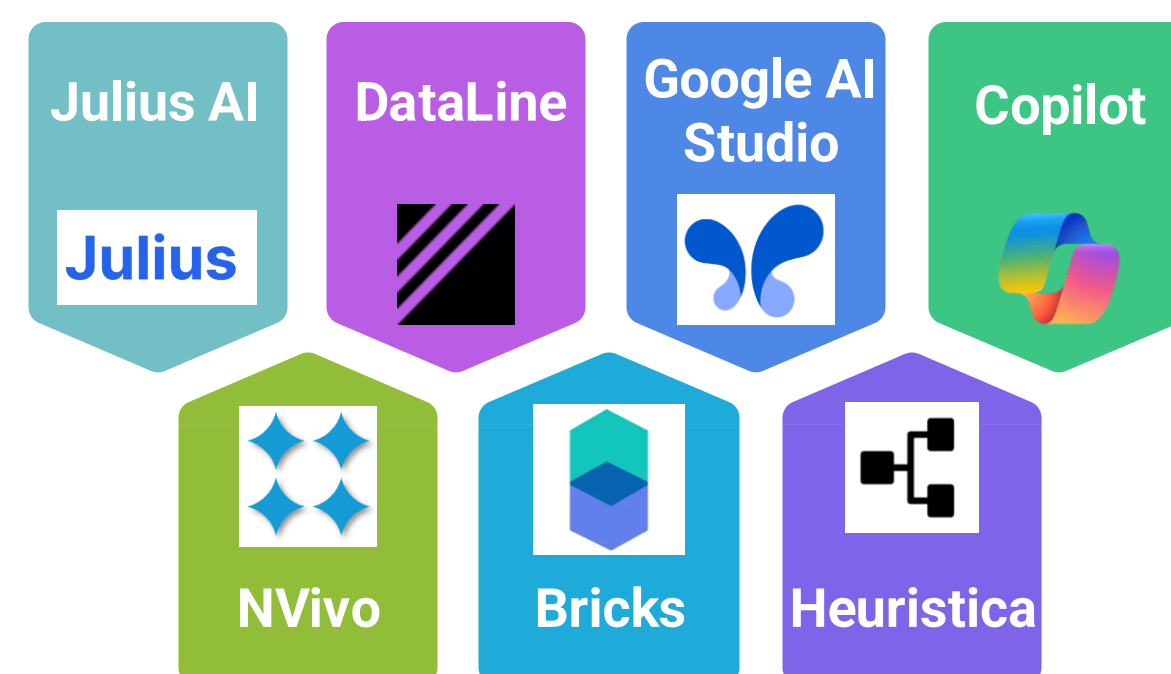 Julius AI
DataLine
Google AI
Studio
Copilot
Julius
NVivo
Bricks
Heuristica